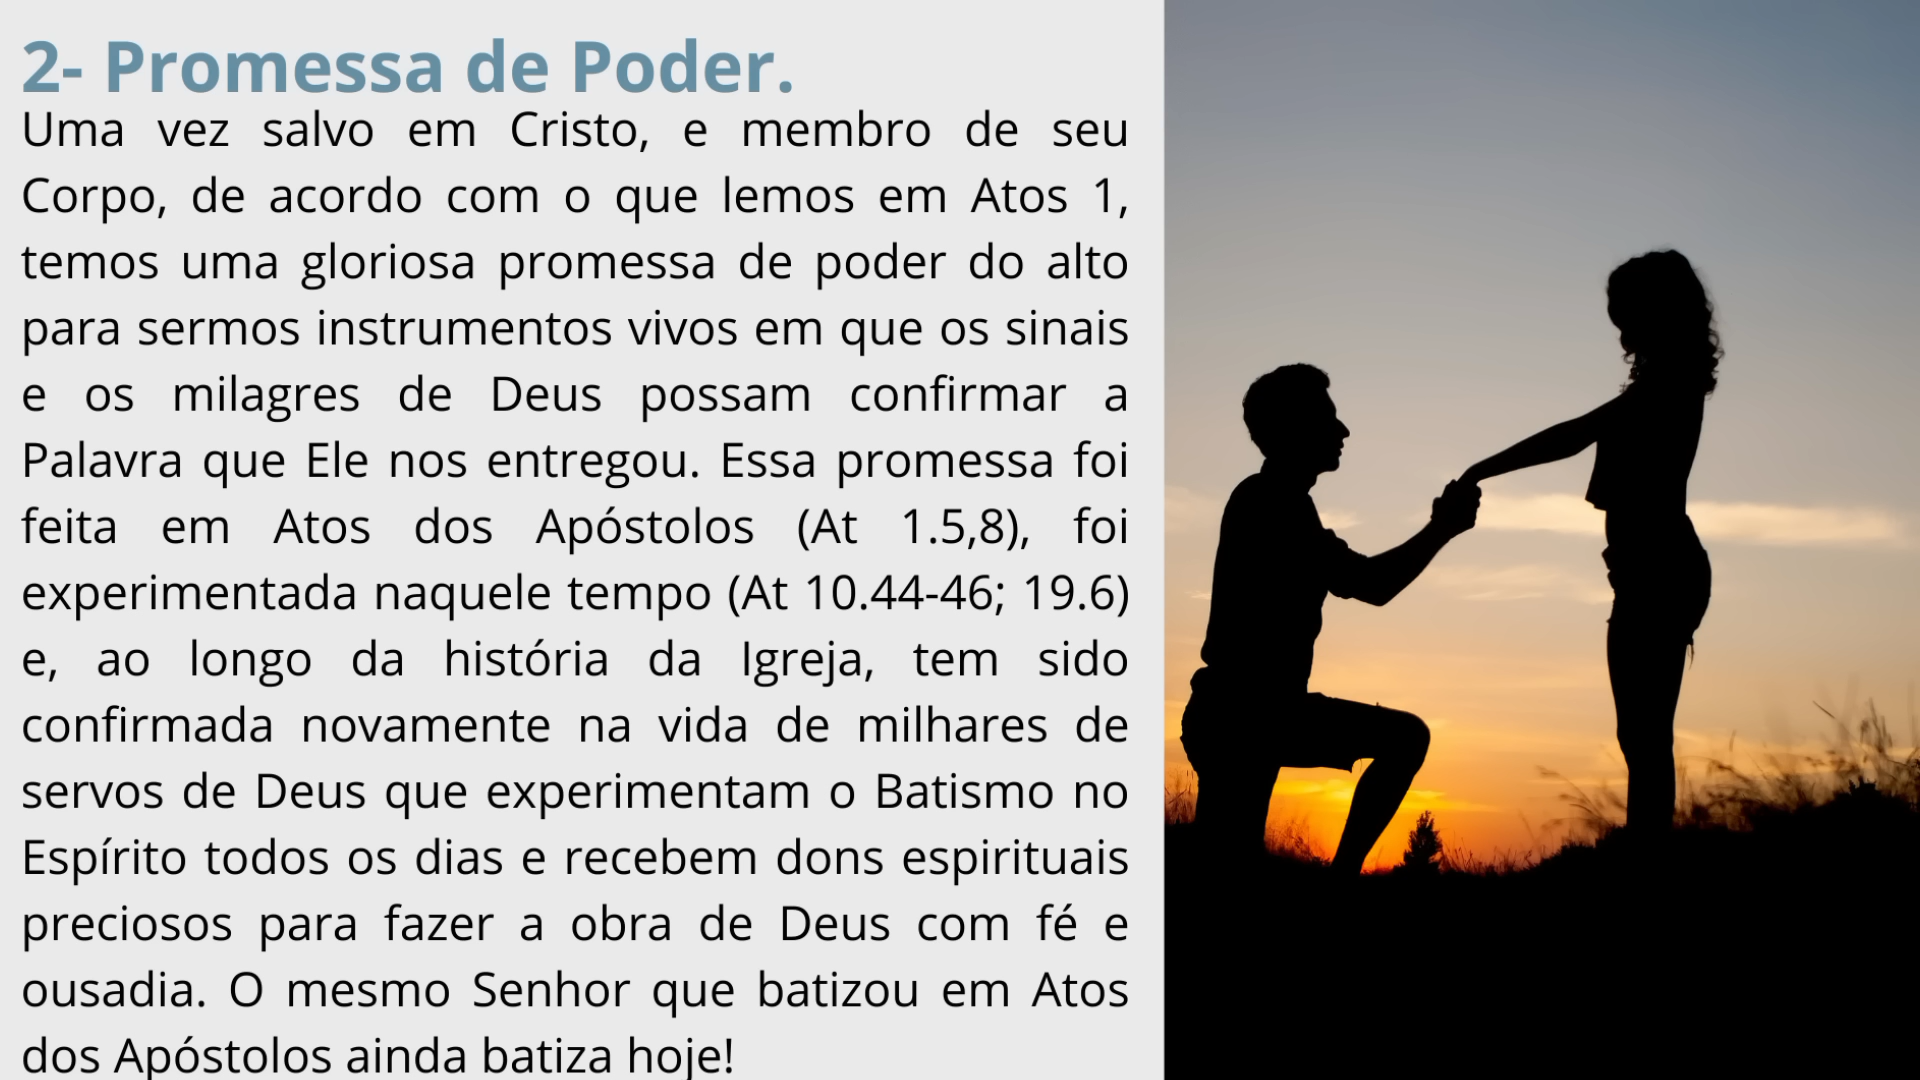 2- Promessa de Poder.
Uma vez salvo em Cristo, e membro de seu
Corpo, de acordo com o que lemos em Atos 1,
temos uma gloriosa promessa de poder do alto
para sermos instrumentos vivos em que os sinais
e os milagres de Deus possam confirmar a
Palavra que Ele nos entregou. Essa promessa foi
feita em Atos dos Apóstolos (At 1.5,8), foi
experimentada naquele tempo (At 10.44-46; 19.6)
e, ao longo da história da Igreja, tem sido
confirmada novamente na vida de milhares de
servos de Deus que experimentam o Batismo no
Espírito todos os dias e recebem dons espirituais
preciosos para fazer a obra de Deus com fé e
ousadia. O mesmo Senhor que batizou em Atos
dos Apóstolos ainda batiza hoje!